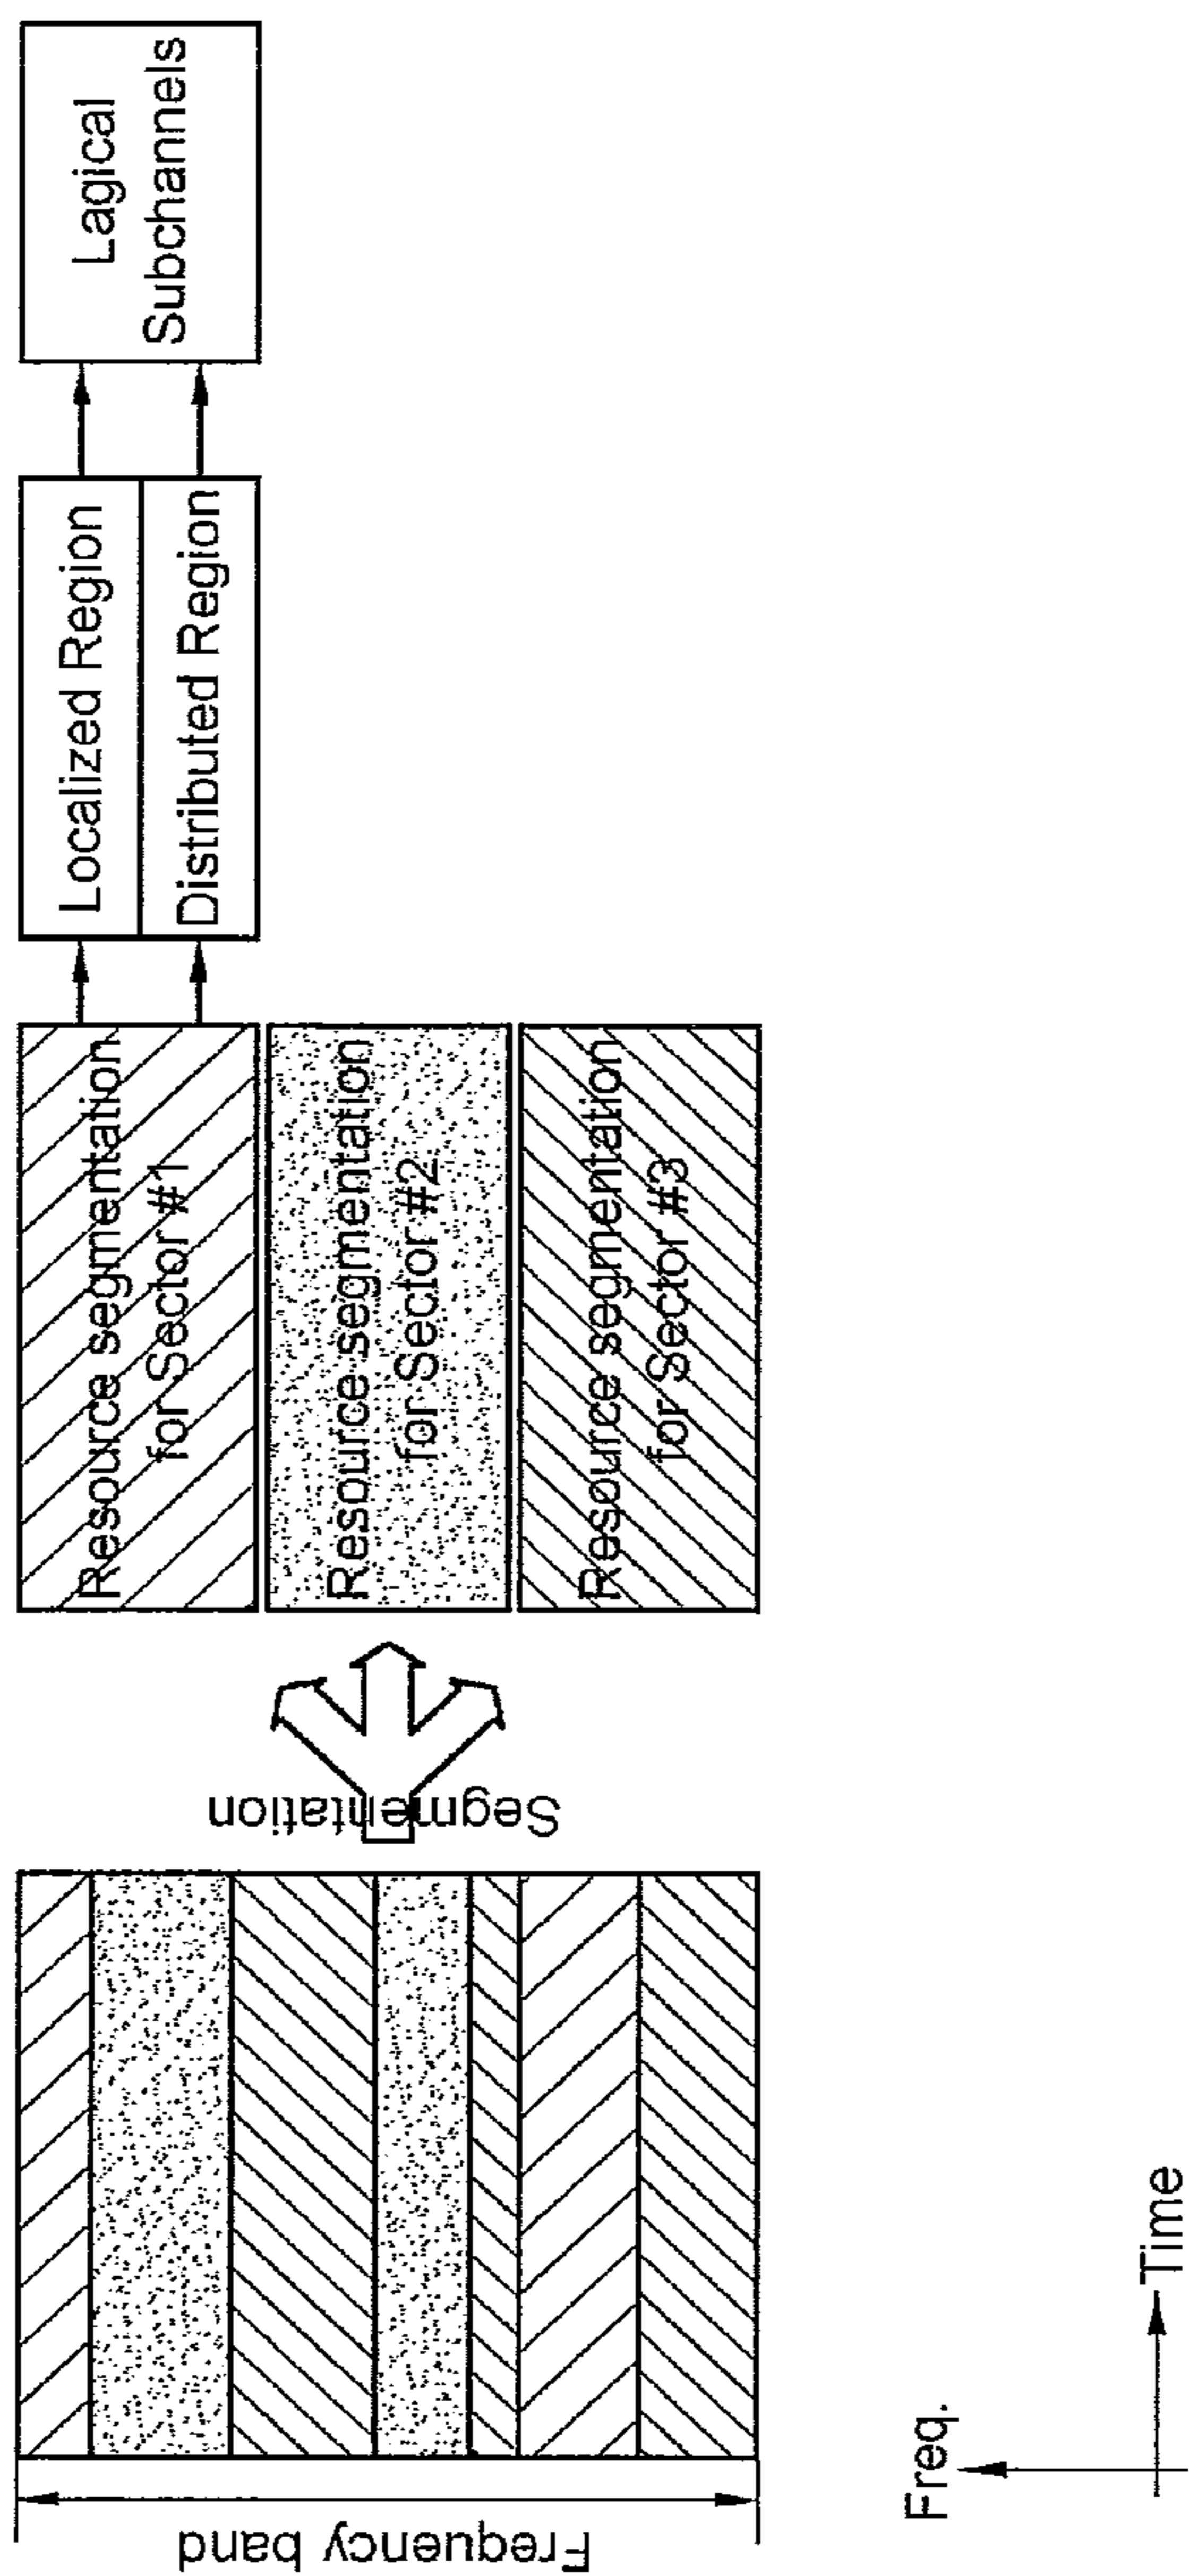 Frequency band
Segmentation
Resource segmentation
for Sector #1
Resource segmentation
for Sector #2
Resource segmentation
for Sector #3
Localized Region
Distributed Region
Lagical
Subchannels
Freq.
Time